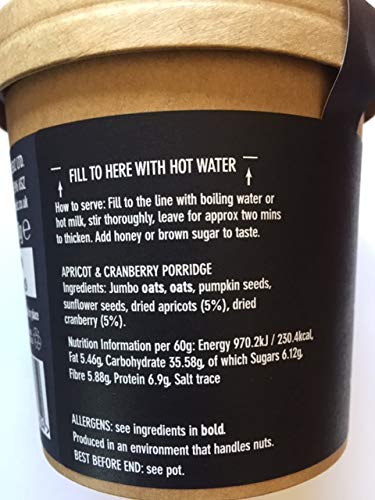 FILL TO HERE WITH HOT WATER
How to serve: Fill to the line with boiling water or
hot milk, stir thoroughly, leave for approx two mins
to thicken. Add honey or brown sugar to taste.
APRICOT & CRANBERRY PORRIDGE
Ingredients: Jumbo oats, oats, pumpkin seeds,
sunflower seeds, dried apricots (5%), dried
cranberry (5%).
Nutrition Information per 60g: Energy 970.2kJ / 230.4kcal,
Fat 5.46g, Carbohydrate 35.58g, of which Sugars 6.12g,
Fibre 5.88g, Protein 6.9g, Salt trace
ALLERGENS: see ingredients in bold.
Produced in an environment that handles nuts.
BEST BEFORE END: see pot.